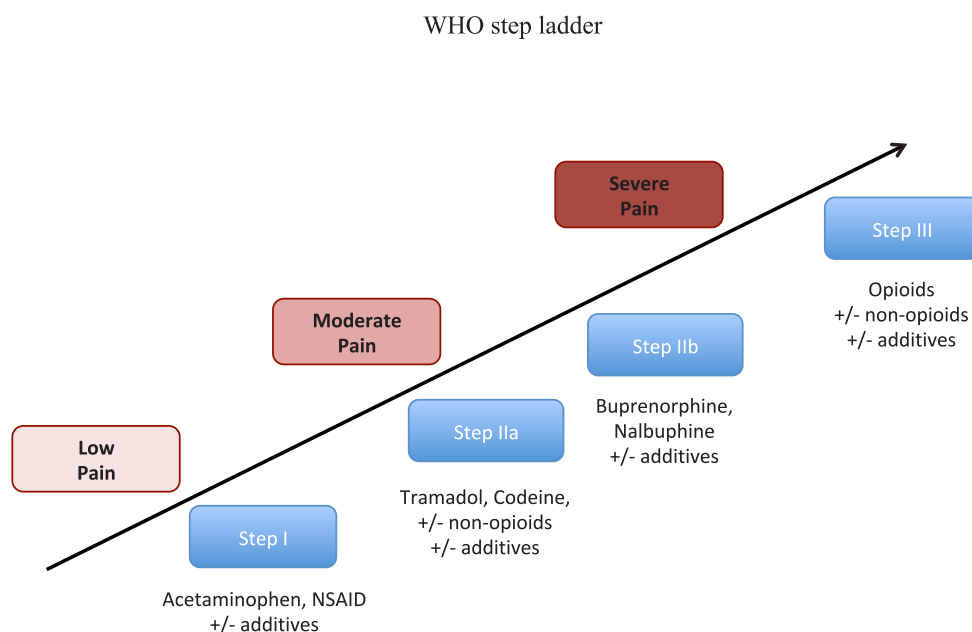 WHO step ladder
Severe
Pain
Step III
Opioids
+/- non-opioids
+/- additives
Moderate
Pain
Step IIb
Buprenorphine,
Nalbuphine
+/- additives
Step IIa
Tramadol, Codeine,
+/- non-opioids
+/- additives
Low
Pain
Step I
Acetaminophen, NSAID
+/- additives